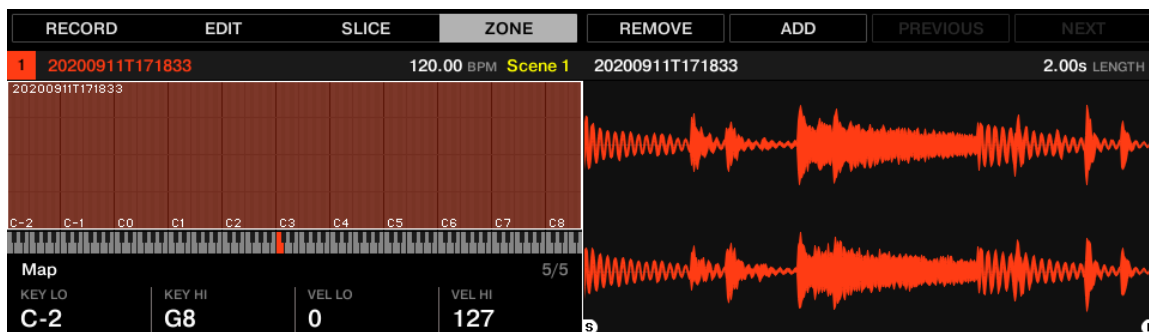 RECORD EDIT SLICE ZONE REMOVE ADD PREVIOUS NEXT
1 20200911T171833 120.00 BPM Scene 1 20200911T171833 2.00s LENGTH
20200911T171833
C-2 C-1 C0 C1 C2 C3 C4 C5 C6 C7 C8
Map 5/5
KEY LO KEY HI VEL LO VEL HI
C-2 G8 0 127
S